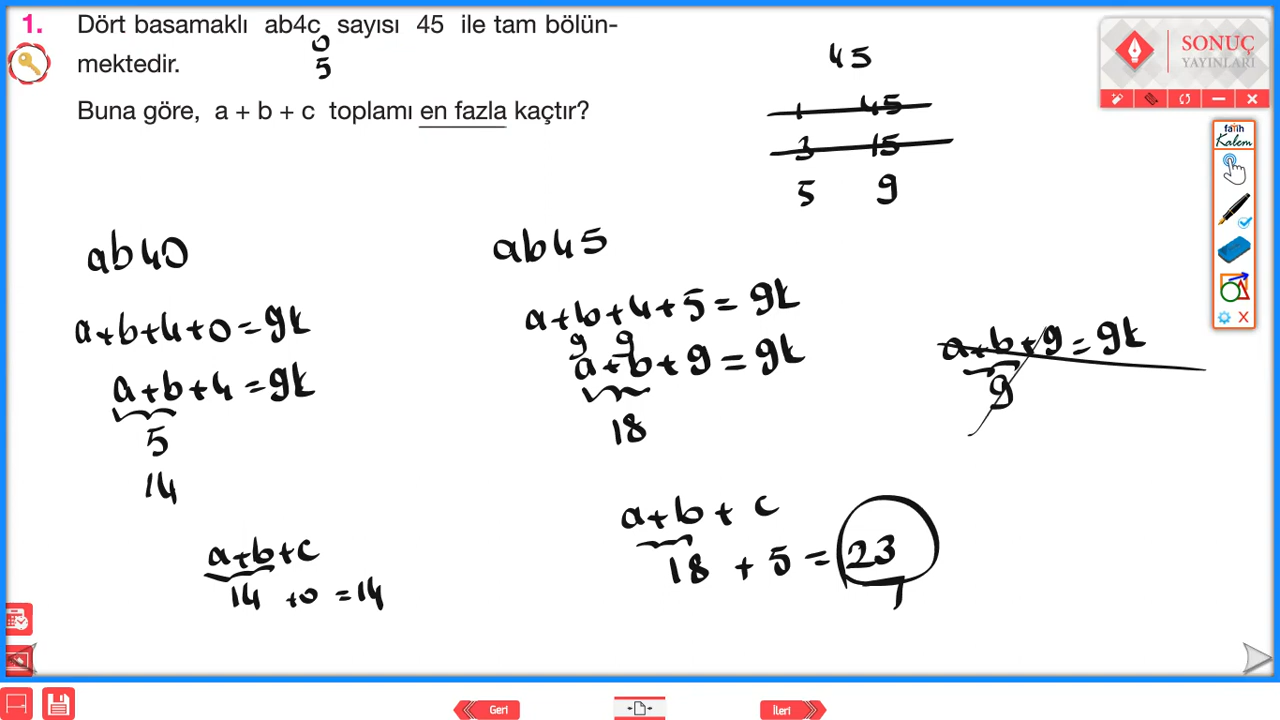 1. Dört basamaklı ab4c sayısı 45 ile tam bölün-
mektedir.
0
5
Buna göre, a + b + c toplamı en fazla kaçtır?
45
1 45
3 15
5 9
SONUÇ
YAYINLARI
fatih
Kalem
ab40
a+b+4+0=9k
a+b+4=9k
5
14
a+b+c
14 +0 =14
ab45
a+b+4+5=9k
9 9
a+b+9=9k
18
a+b+c
18 + 5 = 23
a+b+9=9k
9
Geri
İleri